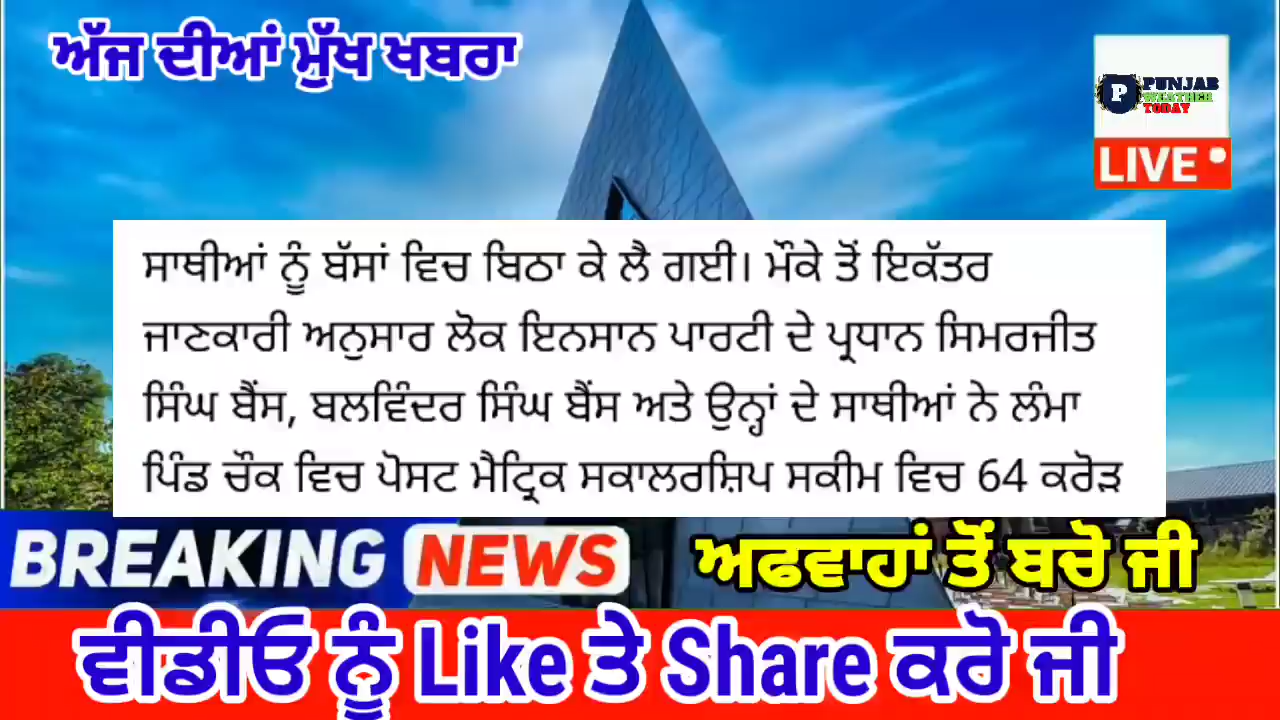 ਅੱਜ ਦੀਆਂ ਮੁੱਖ ਖਬਰਾ
P PUNJAB
WEATHER
TODAY
LIVE
ਸਾਥੀਆਂ ਨੂੰ ਬੱਸਾਂ ਵਿਚ ਬਿਠਾ ਕੇ ਲੈ ਗਈ। ਮੌਕੇ ਤੋਂ ਇਕੱਤਰ
ਜਾਣਕਾਰੀ ਅਨੁਸਾਰ ਲੋਕ ਇਨਸਾਨ ਪਾਰਟੀ ਦੇ ਪ੍ਰਧਾਨ ਸਿਮਰਜੀਤ
ਸਿੰਘ ਬੈਂਸ, ਬਲਵਿੰਦਰ ਸਿੰਘ ਬੈਂਸ ਅਤੇ ਉਨ੍ਹਾਂ ਦੇ ਸਾਥੀਆਂ ਨੇ ਲੰਮਾ
ਪਿੰਡ ਚੌਕ ਵਿਚ ਪੋਸਟ ਮੈਟ੍ਰਿਕ ਸਕਾਲਰਸ਼ਿਪ ਸਕੀਮ ਵਿਚ 64 ਕਰੋੜ
BREAKING NEWS
ਅਫਵਾਹਾਂ ਤੋਂ ਬਚੋ ਜੀ
ਵੀਡੀਓ ਨੂੰ Like ਤੇ Share ਕਰੋ ਜੀ